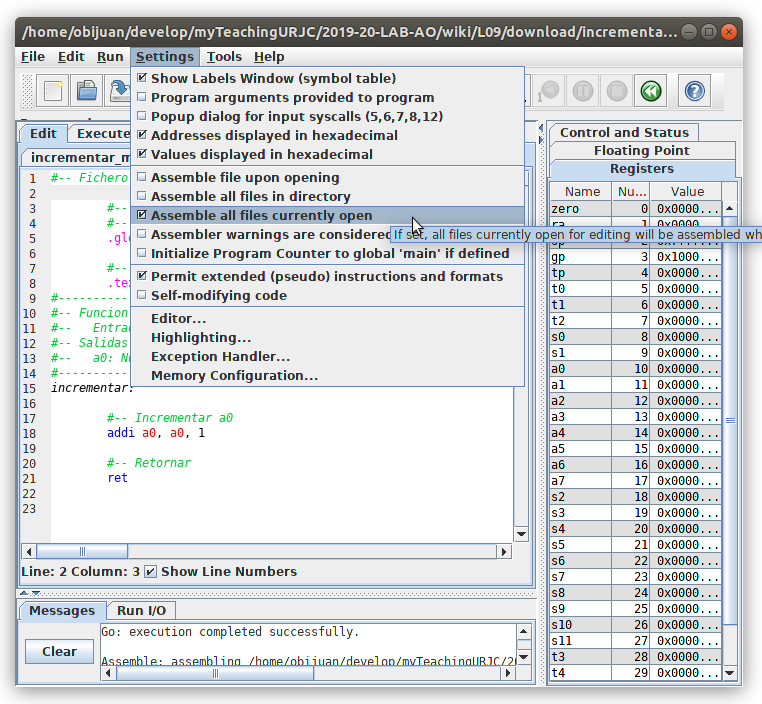 /home/obijuan/develop/myTeachingURJC/2019-20-LAB-AO/wiki/L09/download/incrementa...
File Edit Run Settings Tools Help
Show Labels Window (symbol table)
Program arguments provided to program
Popup dialog for input syscalls (5,6,7,8,12)
Addresses displayed in hexadecimal
Values displayed in hexadecimal
Assemble file upon opening
Assemble all files in directory
Assemble all files currently open
Assembler warnings are considered
If set, all files currently open for editing will be assembled wh
Initialize Program Counter to global 'main' if defined
Permit extended (pseudo) instructions and formats
Self-modifying code
Editor...
Highlighting...
Exception Handler...
Memory Configuration...
Edit Execute
incrementar_m
1 #-- Fichero
2
3 #--
4 #--
5 .glo
6
7 #--
8 .tex
9 #-----------
10 #-- Funcion
11 #-- Entrad
12 #-- Salidas
13 #-- a0: Nú
14 #-----------
15 incrementar:
16
17 #-- Incrementar a0
18 addi a0, a0, 1
19
20 #-- Retornar
21 ret
22
23
Line: 2 Column: 3 Show Line Numbers
Messages Run I/O
Clear
Go: execution completed successfully.
Assemble: assembling /home/obijuan/develop/myTeachingURJC/20
Control and Status
Floating Point
Registers
Name Nu... Value
zero 0 0x0000...
ra 1 0x0000...
gp 3 0x1000...
tp 4 0x0000...
t0 5 0x0000...
t1 6 0x0000...
t2 7 0x0000...
s0 8 0x0000...
s1 9 0x0000...
a0 10 0x0000...
a1 11 0x0000...
a2 12 0x0000...
a3 13 0x0000...
a4 14 0x0000...
a5 15 0x0000...
a6 16 0x0000...
a7 17 0x0000...
s2 18 0x0000...
s3 19 0x0000...
s4 20 0x0000...
s5 21 0x0000...
s6 22 0x0000...
s7 23 0x0000...
s8 24 0x0000...
s9 25 0x0000...
s10 26 0x0000...
s11 27 0x0000...
t3 28 0x0000...
t4 29 0x0000...